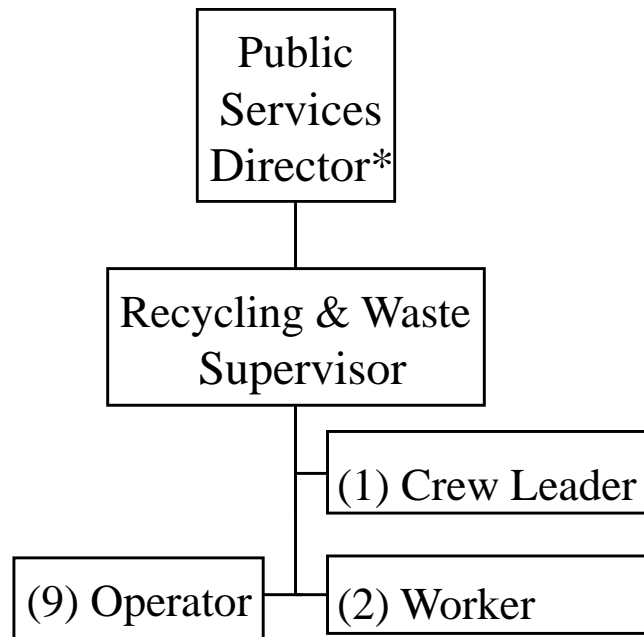 Public
Services
Director*
Recycling & Waste
Supervisor
(1) Crew Leader
(9) Operator
(2) Worker